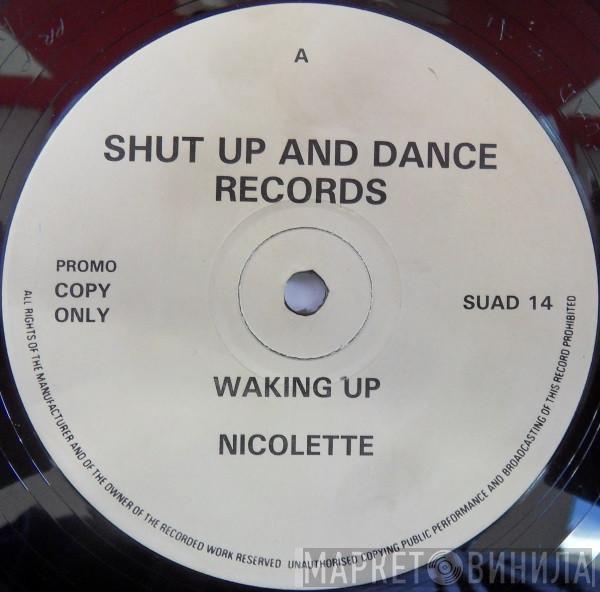 A
SHUT UP AND DANCE
RECORDS
PROMO
COPY
ONLY
SUAD 14
WAKING UP
NICOLETTE
ALL RIGHTS OF THE MANUFACTURER AND OF THE OWNER OF THE RECORDED WORK RESERVED UNAUTHORISED COPYING PUBLIC PERFORMANCE AND BROADCASTING OF THIS RECORD PROHIBITED
МАРКЕТ ВИНИЛА